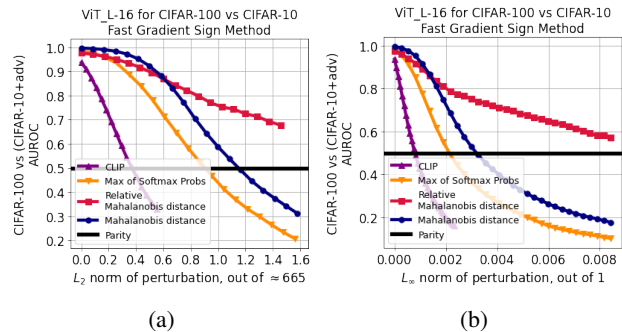 ViT_L-16 for CIFAR-100 vs CIFAR-10
Fast Gradient Sign Method
CIFAR-100 vs (CIFAR-10+adv)
AUROC
1.0
0.9
0.8
0.7
0.6
0.5
0.4
0.3
0.2
CLIP
Max of Softmax Probs
Relative
Mahalanobis distance
Mahalanobis distance
Parity
0.0 0.2 0.4 0.6 0.8 1.0 1.2 1.4 1.6
L₂ norm of perturbation, out of ≈665
(a)
ViT_L-16 for CIFAR-100 vs CIFAR-10
Fast Gradient Sign Method
CIFAR-100 vs (CIFAR-10+adv)
AUROC
1.0
0.8
0.6
0.4
0.2
CLIP
Max of Softmax Probs
Relative
Mahalanobis distance
Mahalanobis distance
Parity
0.000 0.002 0.004 0.006 0.008
L∞ norm of perturbation, out of 1
(b)